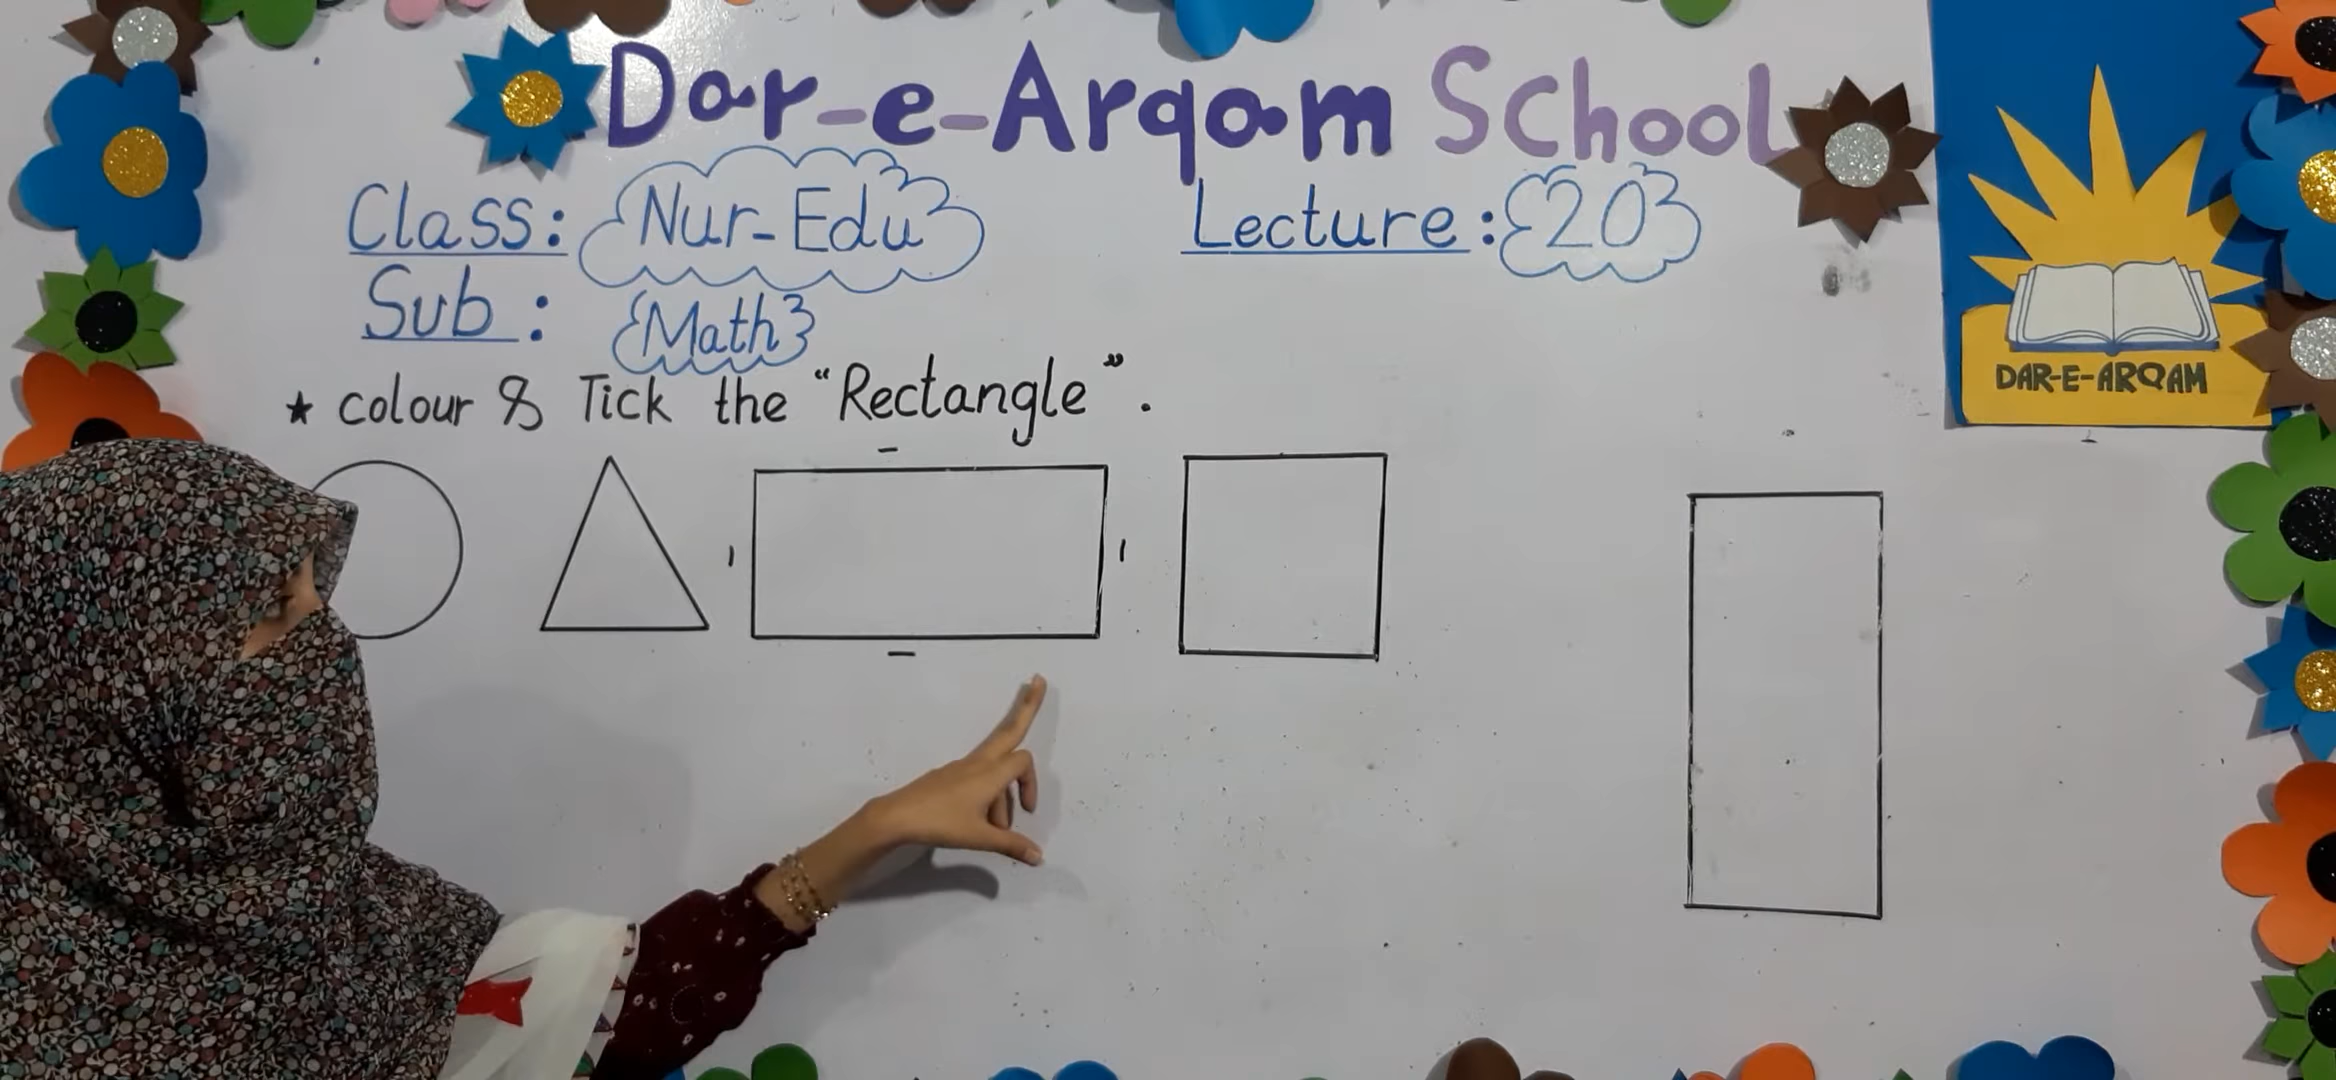 Dar-e-Arqam School
Class: Nur-Edu Lecture: 20
Sub: Math
★ colour & Tick the “Rectangle”.
DAR-E-ARQAM